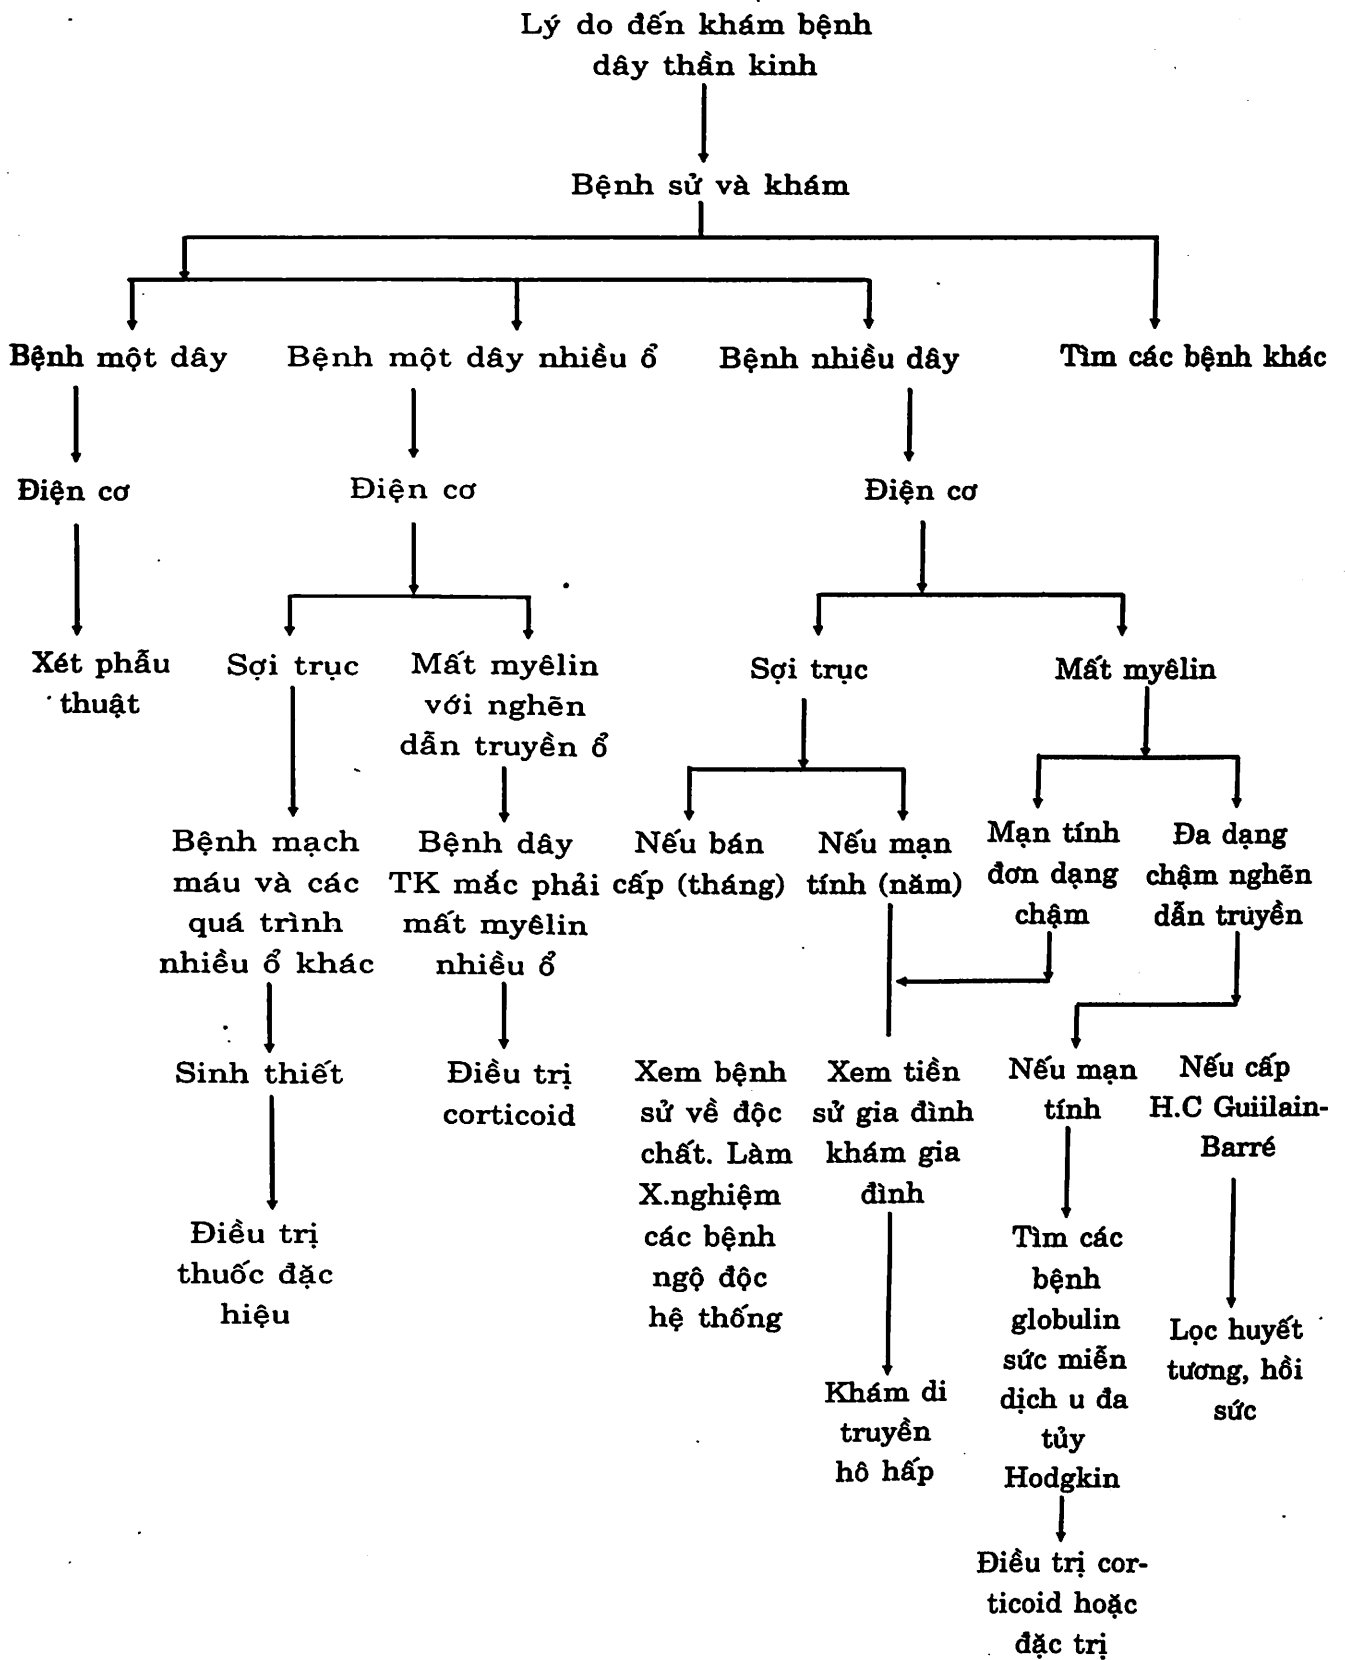 Lý do đến khám bệnh
dây thần kinh
Bệnh sử và khám
Bệnh một dây
Bệnh một dây nhiều ổ
Bệnh nhiều dây
Tìm các bệnh khác
Điện cơ
Điện cơ
Điện cơ
Xét phẫu
thuật
Sợi trục
Mất myêlin
với nghẽn
dẫn truyền ổ
Sợi trục
Mất myêlin
Bệnh mạch
máu và các
quá trình
nhiều ổ khác
Bệnh dây
TK mắc phải
mất myêlin
nhiều ổ
Nếu bán
cấp (tháng)
Nếu mạn
tính (năm)
Mạn tính
đơn dạng
chậm
Đa dạng
chậm nghẽn
dẫn truyền
Sinh thiết
Điều trị
corticoid
Xem bệnh
sử về độc
chất. Làm
X.nghiệm
các bệnh
ngộ độc
hệ thống
Xem tiền
sử gia đình
khám gia
đình
Nếu mạn
tính
Nếu cấp
H.C Guiilain-
Barré
Điều trị
thuốc đặc
hiệu
Khám di
truyền
hô hấp
Tìm các
bệnh
globulin
sức miễn
dịch u đa
tủy
Hodgkin
Lọc huyết
tương, hồi
sức
Điều trị cor-
ticoid hoặc
đặc trị